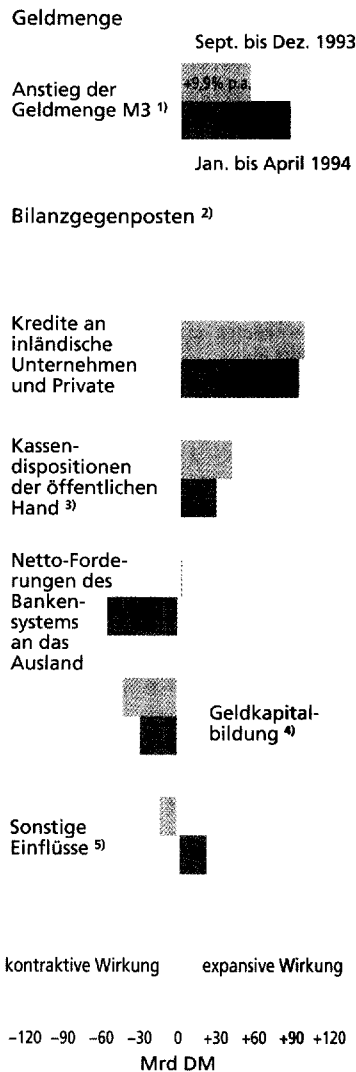 Geldmenge
Sept. bis Dez. 1993
Anstieg der
Geldmenge M3 ¹⁾
+9,9% p.a.
Jan. bis April 1994
Bilanzgegenposten ²⁾
Kredite an
inländische
Unternehmen
und Private
Kassen-
dispositionen
der öffentlichen
Hand ³⁾
Netto-Forde-
rungen des
Banken-
systems
an das
Ausland
Geldkapital-
bildung ⁴⁾
Sonstige
Einflüsse ⁵⁾
kontraktive Wirkung expansive Wirkung
−120 −90 −60 −30 0 +30 +60 +90 +120
Mrd DM